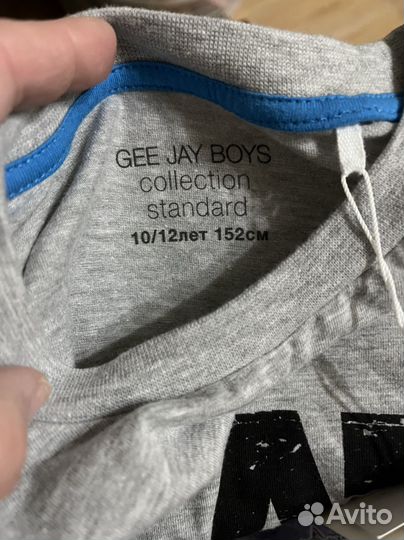 GEE JAY BOYS
collection
standard
10/12лет 152см
Avito